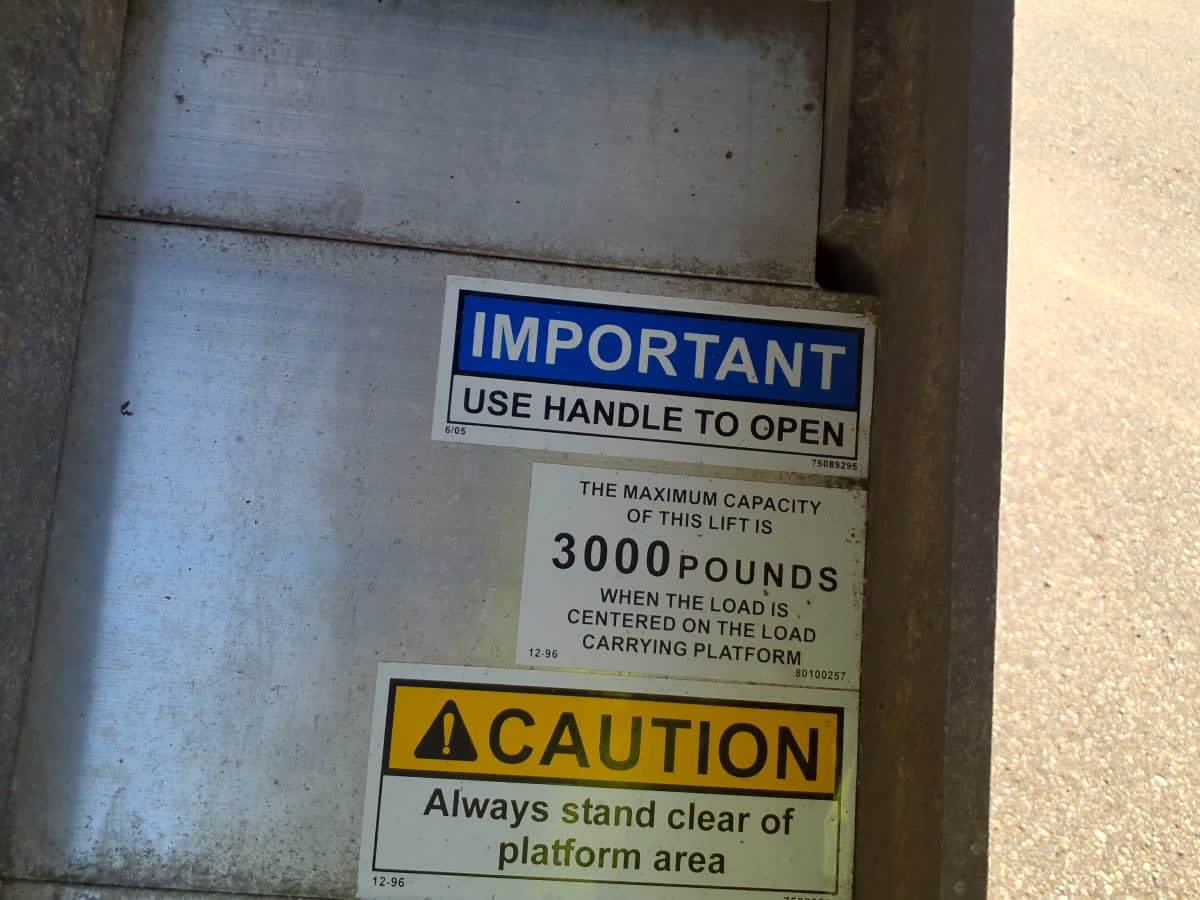 IMPORTANT
USE HANDLE TO OPEN
6/05
75089295
THE MAXIMUM CAPACITY
OF THIS LIFT IS
3000 POUNDS
WHEN THE LOAD IS
CENTERED ON THE LOAD
CARRYING PLATFORM
12-96
80100257
CAUTION
Always stand clear of
platform area
12-96